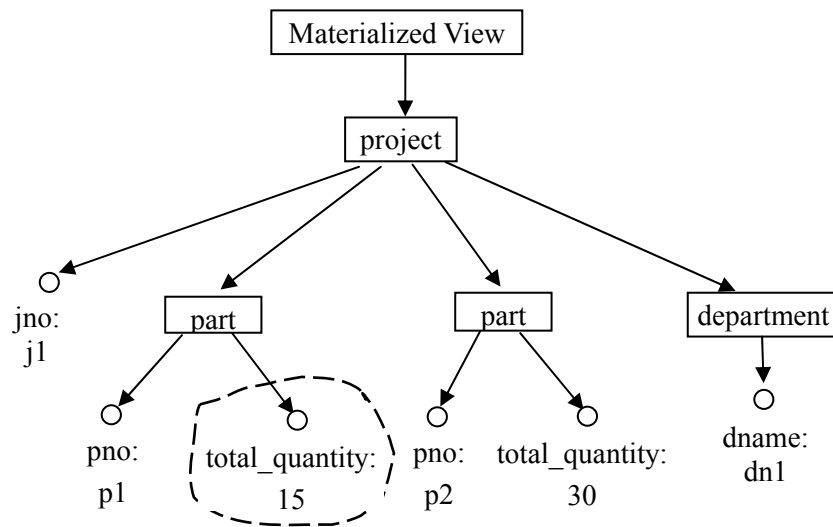 Materialized View
project
jno:
j1
part
part
department
pno:
p1
total_quantity:
15
pno:
p2
total_quantity:
30
dname:
dn1